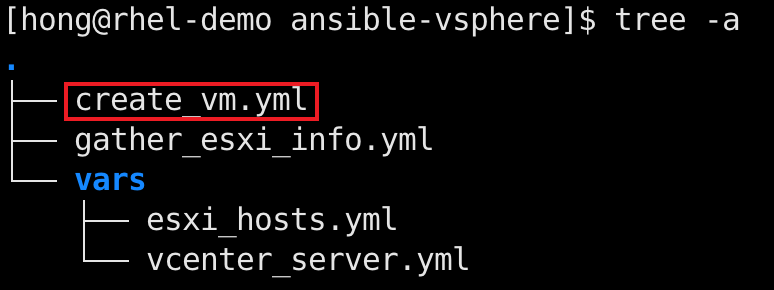 [hong@rhel-demo ansible-vsphere]$ tree -a
.
├── create_vm.yml
├── gather_esxi_info.yml
└── vars
    ├── esxi_hosts.yml
    └── vcenter_server.yml